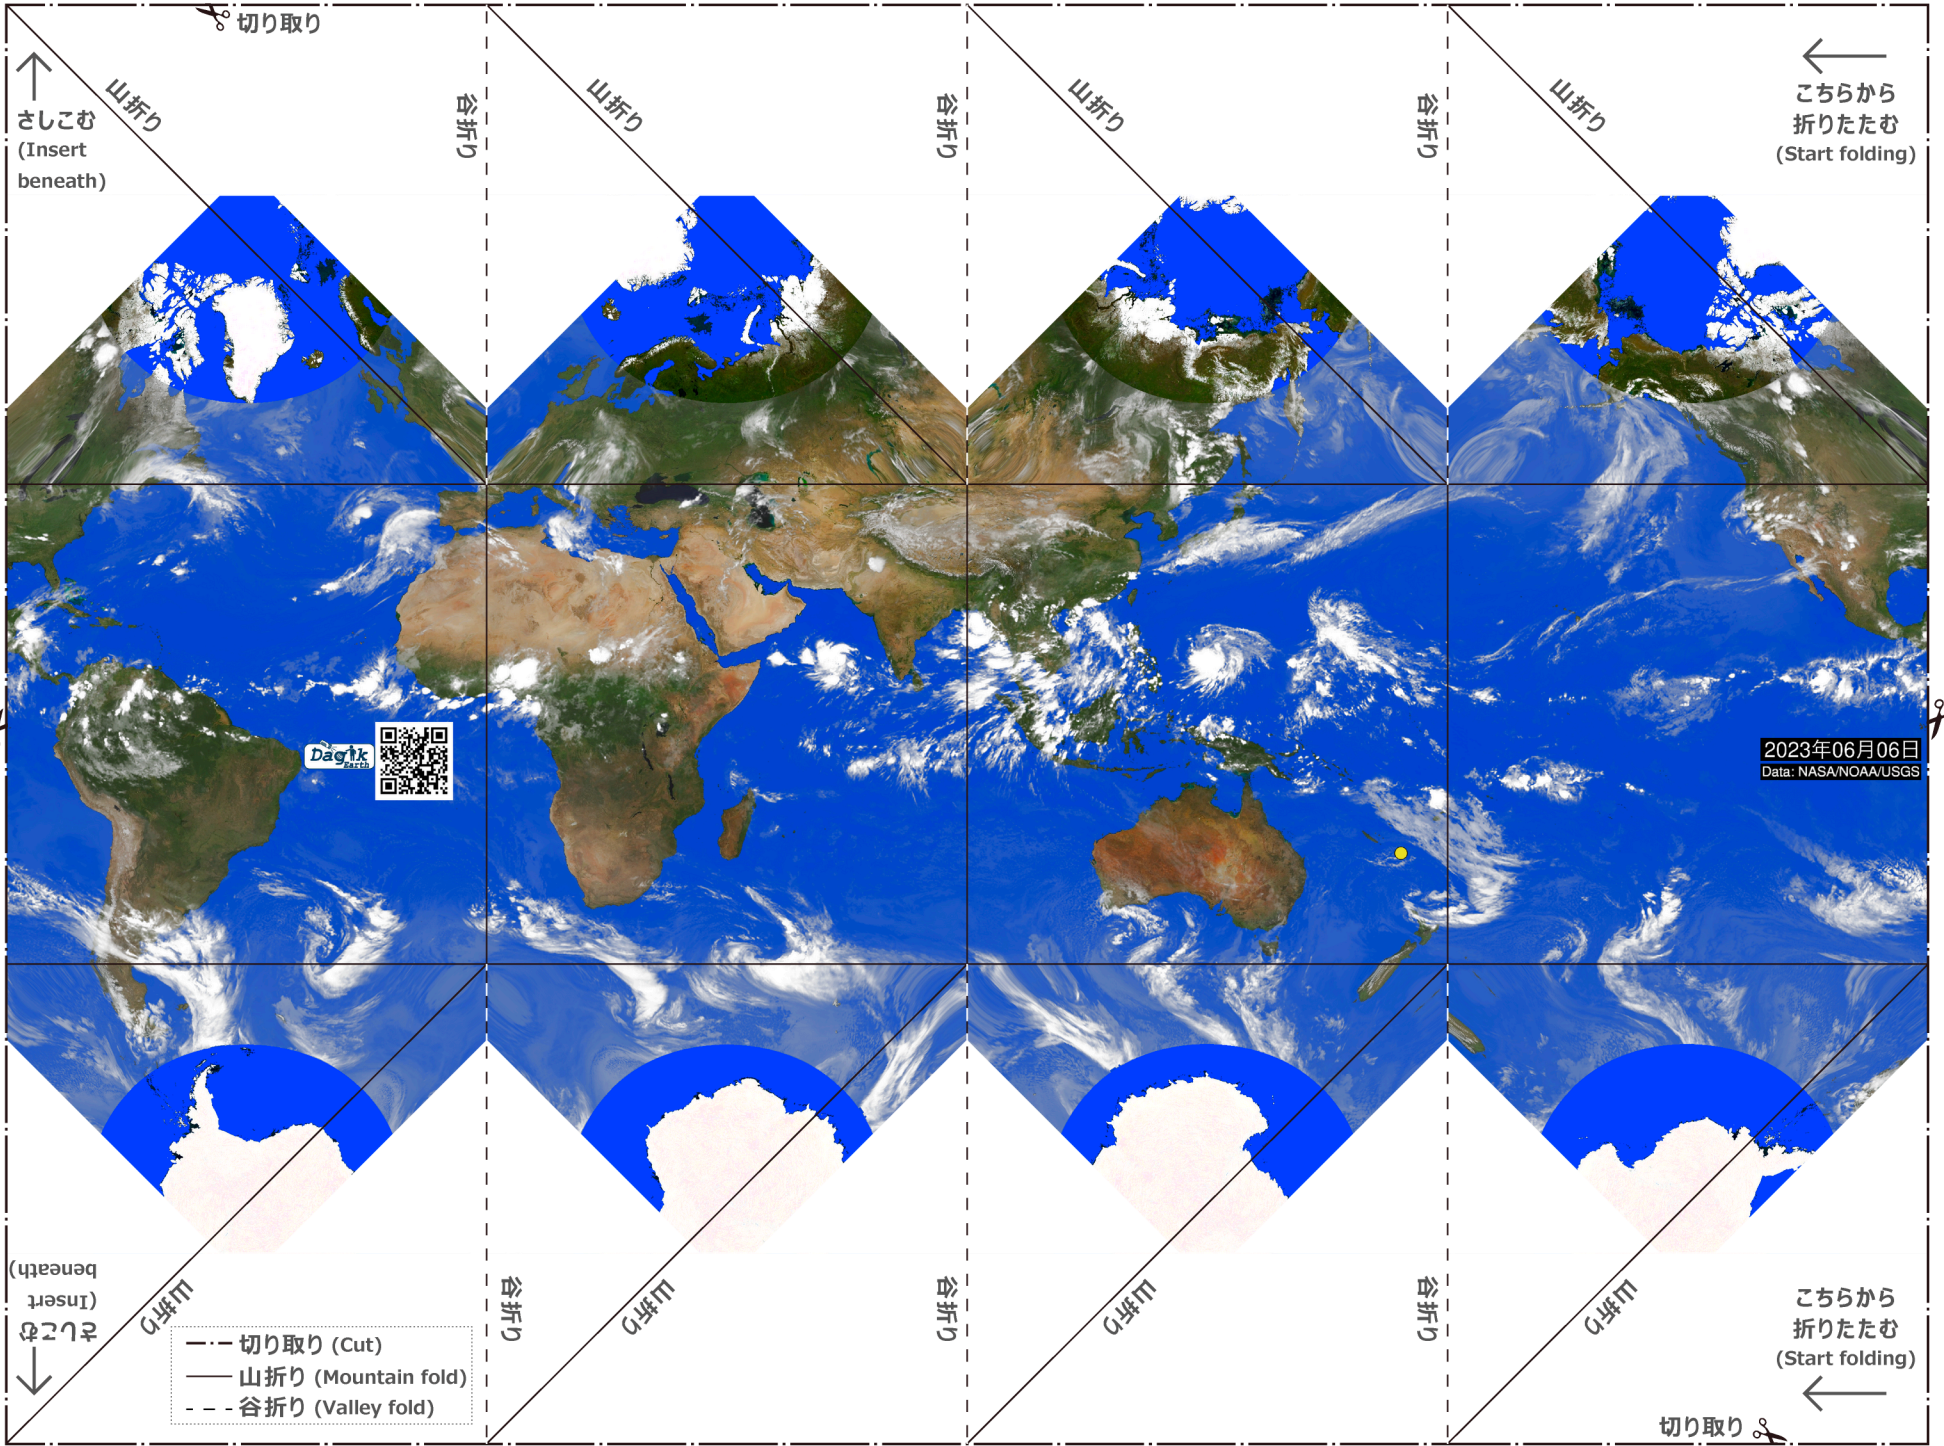 切り取り
山折り
谷折り
山折り
谷折り
山折り
谷折り
山折り
さしこむ
(Insert
beneath)
こちらから
折りたたむ
(Start folding)
Dagik
Earth
2023年06月06日
Data: NASA/NOAA/USGS
さしこむ
(Insert
beneath)
山折り
谷折り
山折り
谷折り
山折り
谷折り
山折り
こちらから
折りたたむ
(Start folding)
切り取り (Cut)
山折り (Mountain fold)
谷折り (Valley fold)
切り取り